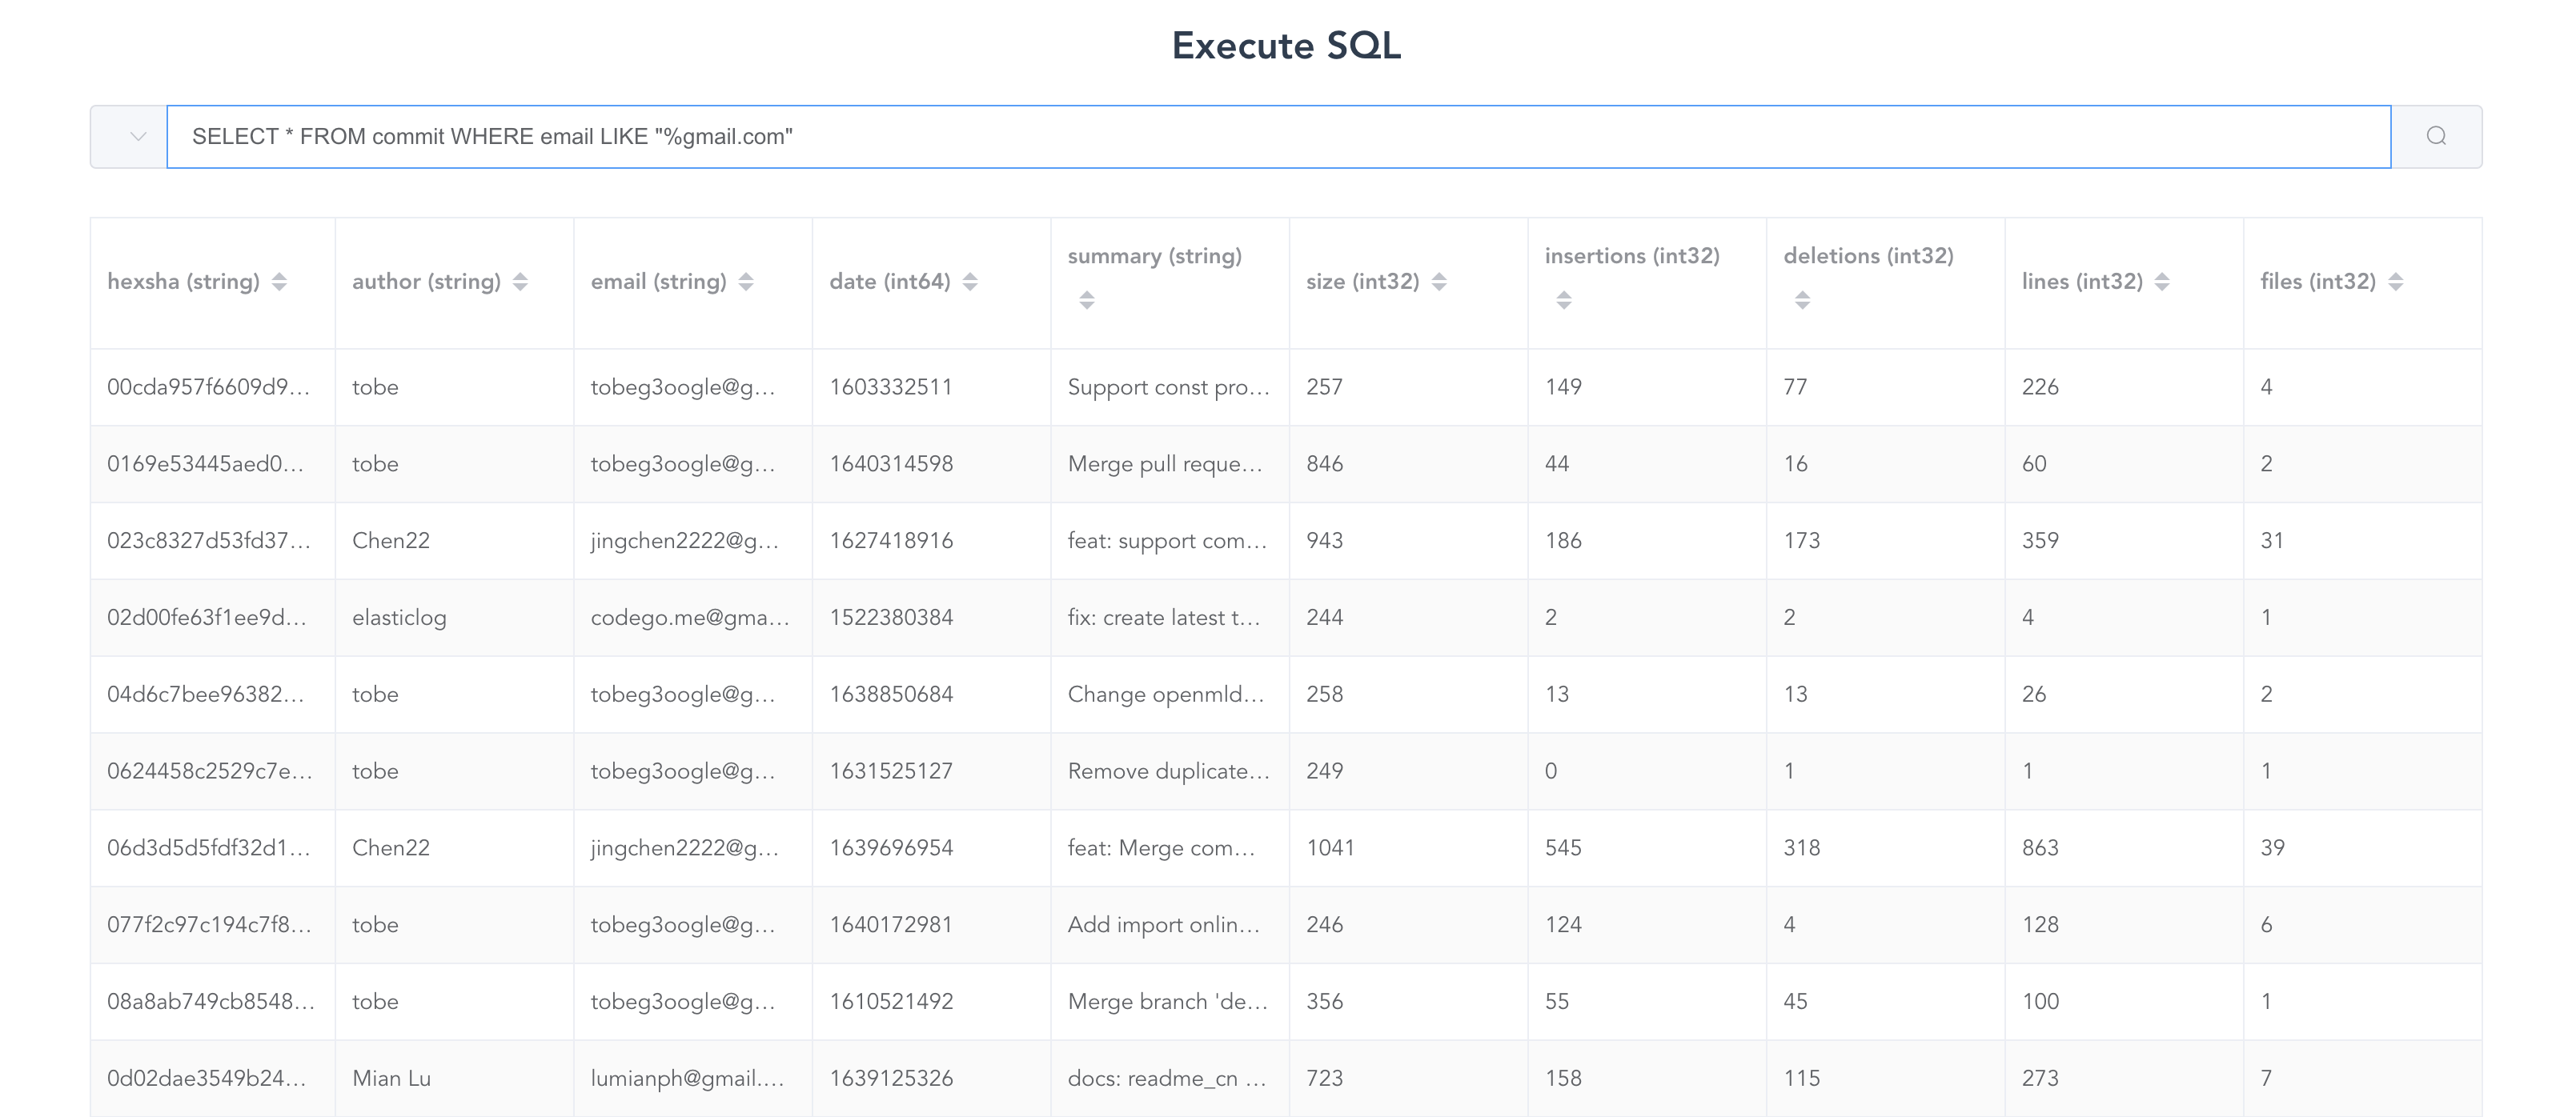 Execute SQL
SELECT * FROM commit WHERE email LIKE "%gmail.com"
hexsha (string) author (string) email (string) date (int64) summary (string) size (int32) insertions (int32) deletions (int32) lines (int32) files (int32)
00cda957f6609d9... tobe tobeg3oogle@g... 1603332511 Support const pro... 257 149 77 226 4
0169e53445aed0... tobe tobeg3oogle@g... 1640314598 Merge pull reque... 846 44 16 60 2
023c8327d53fd37... Chen22 jingchen2222@g... 1627418916 feat: support com... 943 186 173 359 31
02d00fe63f1ee9d... elasticlog codego.me@gma... 1522380384 fix: create latest t... 244 2 2 4 1
04d6c7bee96382... tobe tobeg3oogle@g... 1638850684 Change openmld... 258 13 13 26 2
0624458c2529c7e... tobe tobeg3oogle@g... 1631525127 Remove duplicate... 249 0 1 1 1
06d3d5d5fdf32d1... Chen22 jingchen2222@g... 1639696954 feat: Merge com... 1041 545 318 863 39
077f2c97c194c7f8... tobe tobeg3oogle@g... 1640172981 Add import onlin... 246 124 4 128 6
08a8ab749cb8548... tobe tobeg3oogle@g... 1610521492 Merge branch 'de... 356 55 45 100 1
0d02dae3549b24... Mian Lu lumianph@gmail.... 1639125326 docs: readme_cn ... 723 158 115 273 7